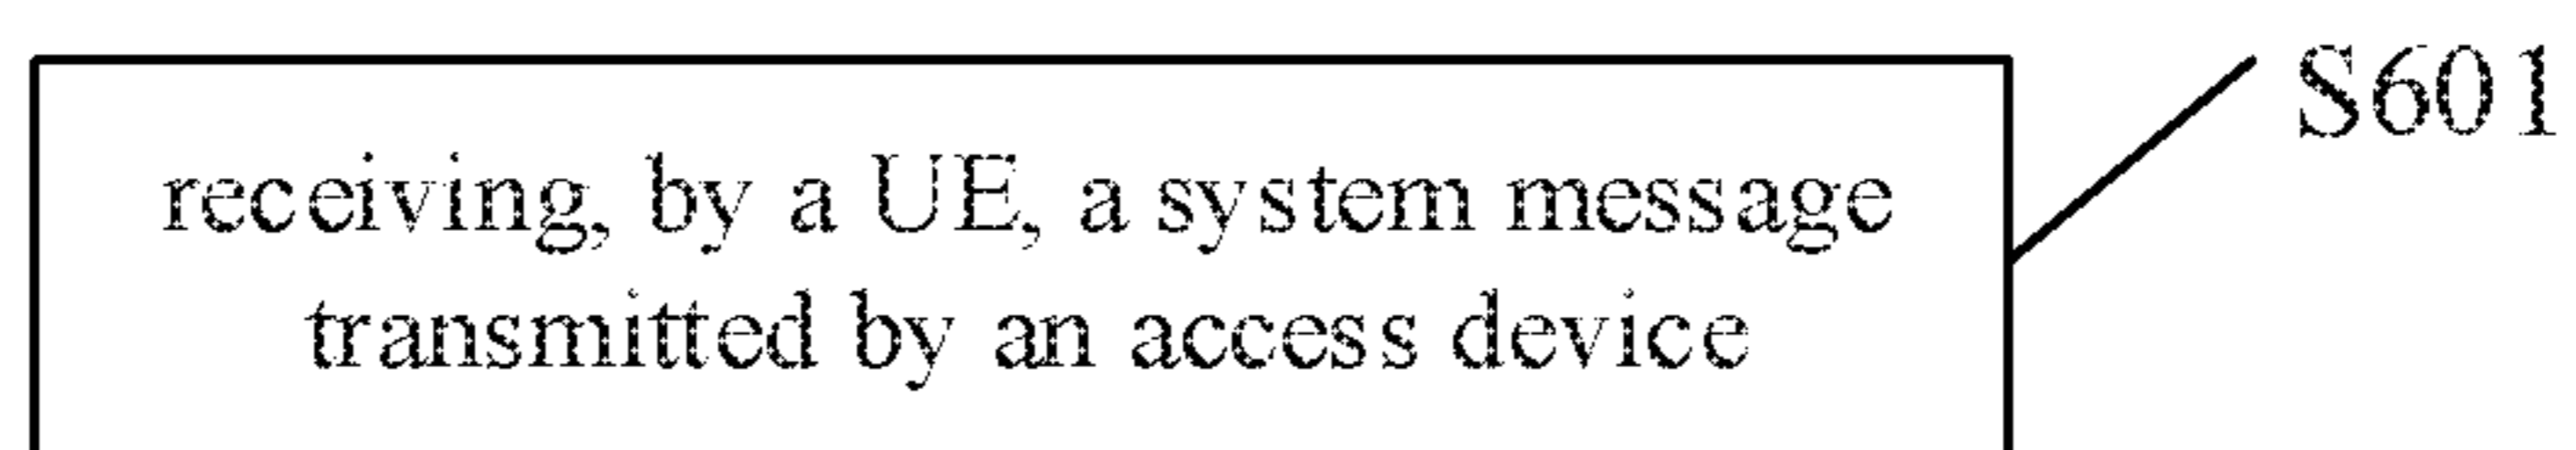 S601
receiving, by a UE, a system message
transmitted by an access device